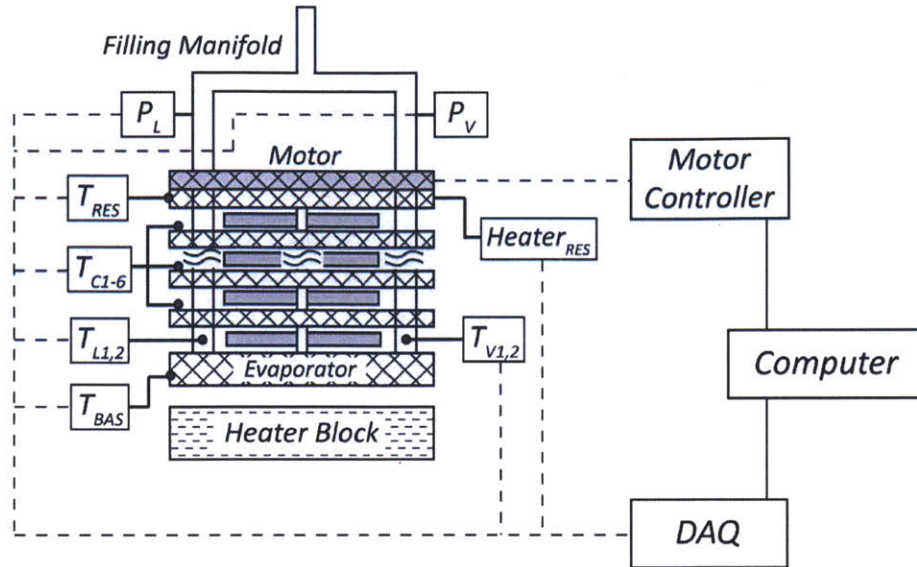 Filling Manifold
P_L
P_V
Motor
Motor
Controller
T_RES
Heater_RES
T_C1-6
T_L1,2
T_V1,2
Computer
Evaporator
T_BAS
Heater Block
DAQ